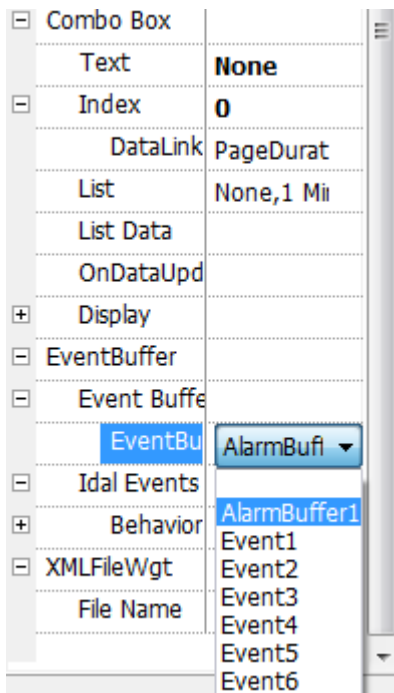 Combo Box
Text None
Index 0
DataLink PageDurat
List None,1 Mi
List Data
OnDataUpd
Display
EventBuffer
Event Buffe
EventBu AlarmBuf
Idal Events
AlarmBuffer1
Behavior
Event1
XMLFileWgt
Event2
Event3
File Name
Event4
Event5
Event6